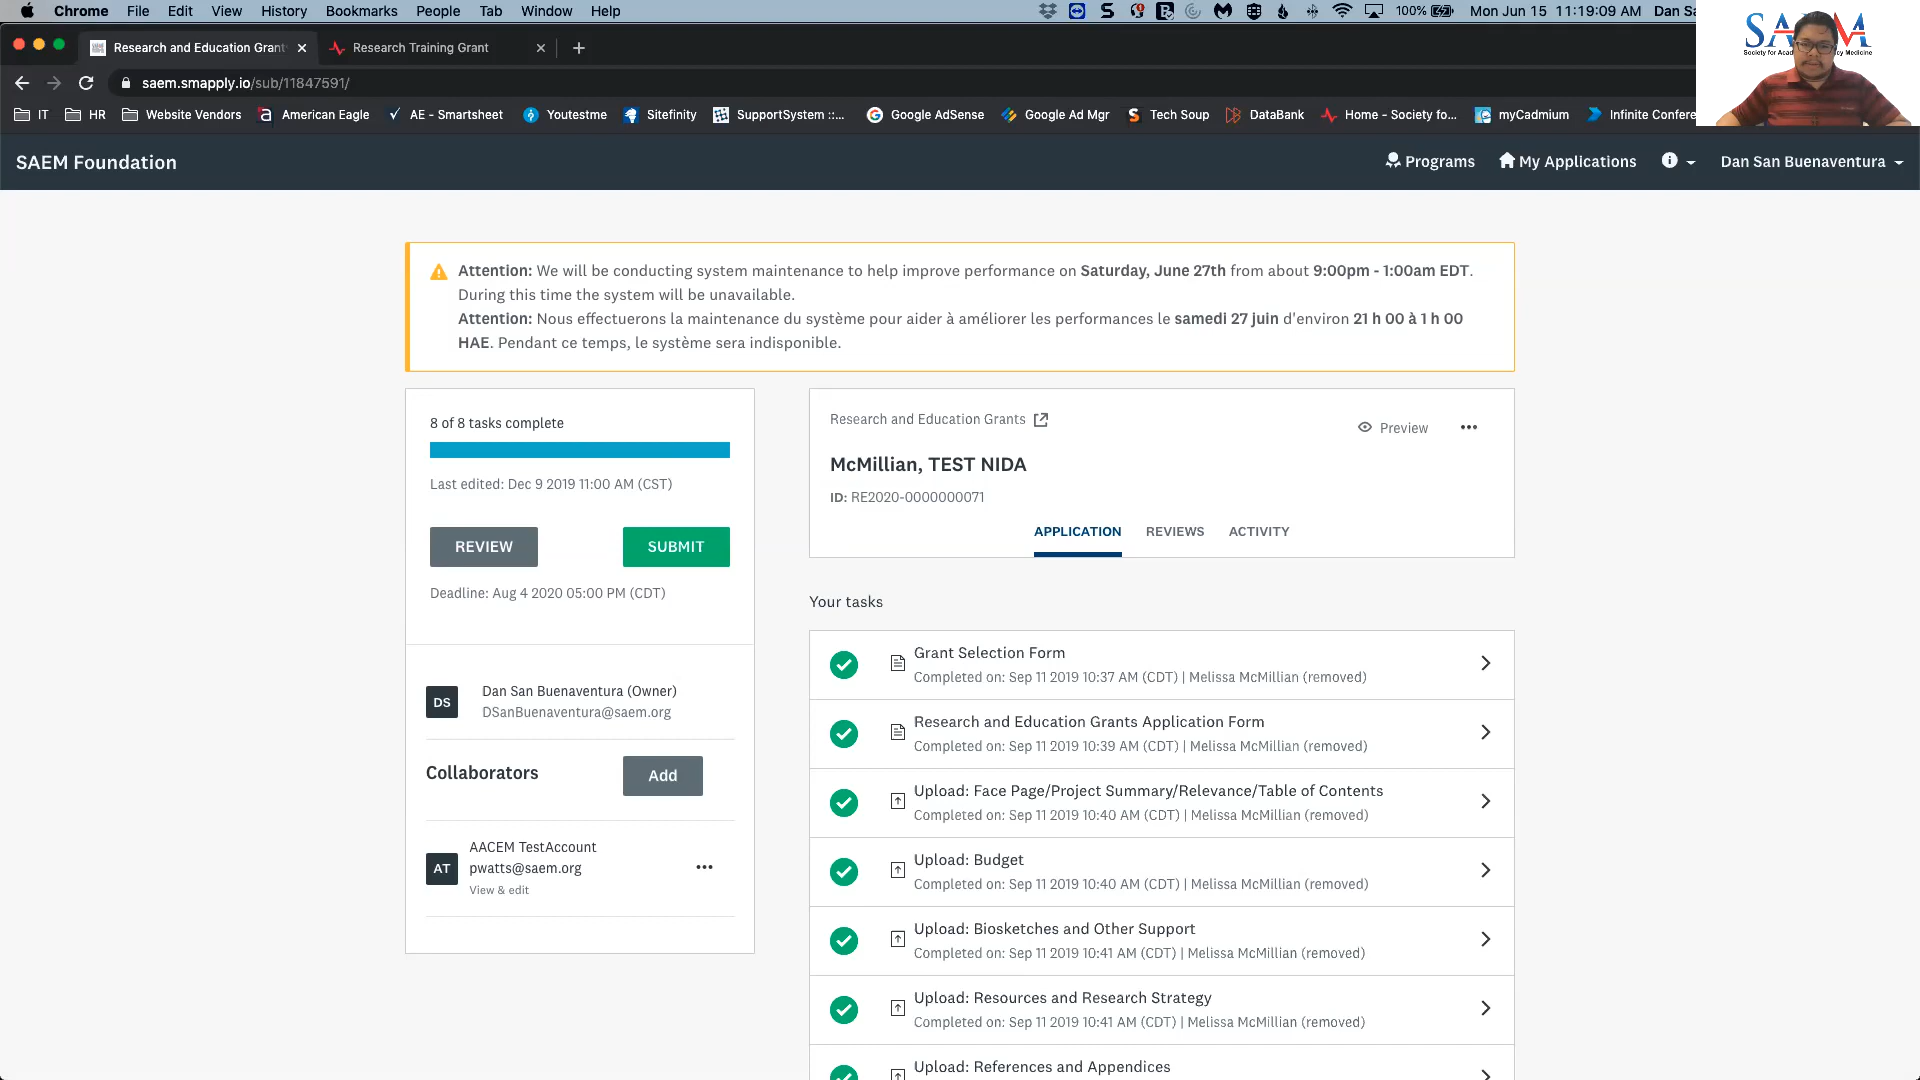 Chrome File Edit View History Bookmarks People Tab Window Help
100% Mon Jun 15 11:19:09 AM Dan Sa
Research and Education Grant
Research Training Grant
saem.smapply.io/sub/11847591/
IT HR Website Vendors American Eagle AE - Smartsheet Youtestme Sitefinity SupportSystem ::... Google AdSense Google Ad Mgr Tech Soup DataBank Home - Society fo... myCadmium Infinite Confere
SAEM
Society for Acad cy Medicine
SAEM Foundation
Programs My Applications Dan San Buenaventura
Attention: We will be conducting system maintenance to help improve performance on Saturday, June 27th from about 9:00pm - 1:00am EDT.
During this time the system will be unavailable.
Attention: Nous effectuerons la maintenance du système pour aider à améliorer les performances le samedi 27 juin d'environ 21 h 00 à 1 h 00
HAE. Pendant ce temps, le système sera indisponible.
8 of 8 tasks complete
Last edited: Dec 9 2019 11:00 AM (CST)
REVIEW SUBMIT
Deadline: Aug 4 2020 05:00 PM (CDT)
DS
Dan San Buenaventura (Owner)
DSanBuenaventura@saem.org
Collaborators Add
AT
AACEM TestAccount
pwatts@saem.org
View & edit
Research and Education Grants
Preview
McMillian, TEST NIDA
ID: RE2020-0000000071
APPLICATION REVIEWS ACTIVITY
Your tasks
Grant Selection Form
Completed on: Sep 11 2019 10:37 AM (CDT) | Melissa McMillian (removed)
Research and Education Grants Application Form
Completed on: Sep 11 2019 10:39 AM (CDT) | Melissa McMillian (removed)
Upload: Face Page/Project Summary/Relevance/Table of Contents
Completed on: Sep 11 2019 10:40 AM (CDT) | Melissa McMillian (removed)
Upload: Budget
Completed on: Sep 11 2019 10:40 AM (CDT) | Melissa McMillian (removed)
Upload: Biosketches and Other Support
Completed on: Sep 11 2019 10:41 AM (CDT) | Melissa McMillian (removed)
Upload: Resources and Research Strategy
Completed on: Sep 11 2019 10:41 AM (CDT) | Melissa McMillian (removed)
Upload: References and Appendices